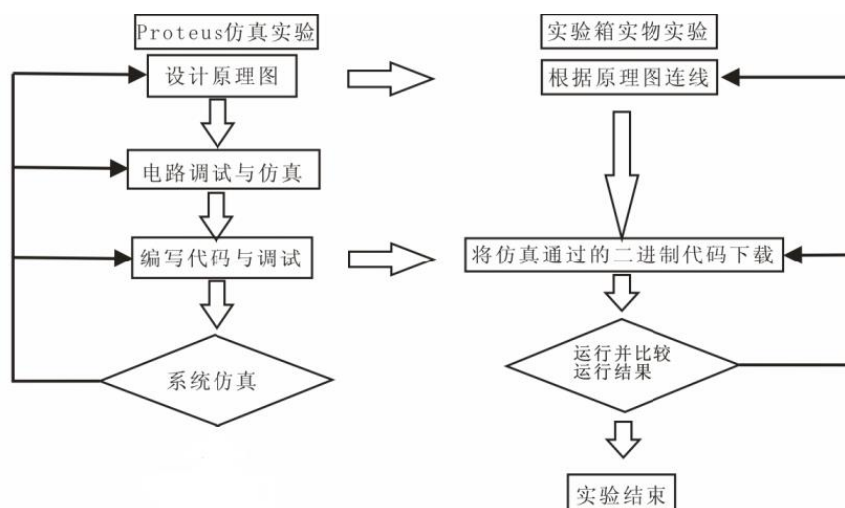 Proteus仿真实验
设计原理图
电路调试与仿真
编写代码与调试
系统仿真
实验箱实物实验
根据原理图连线
将仿真通过的二进制代码下载
运行并比较
运行结果
实验结束